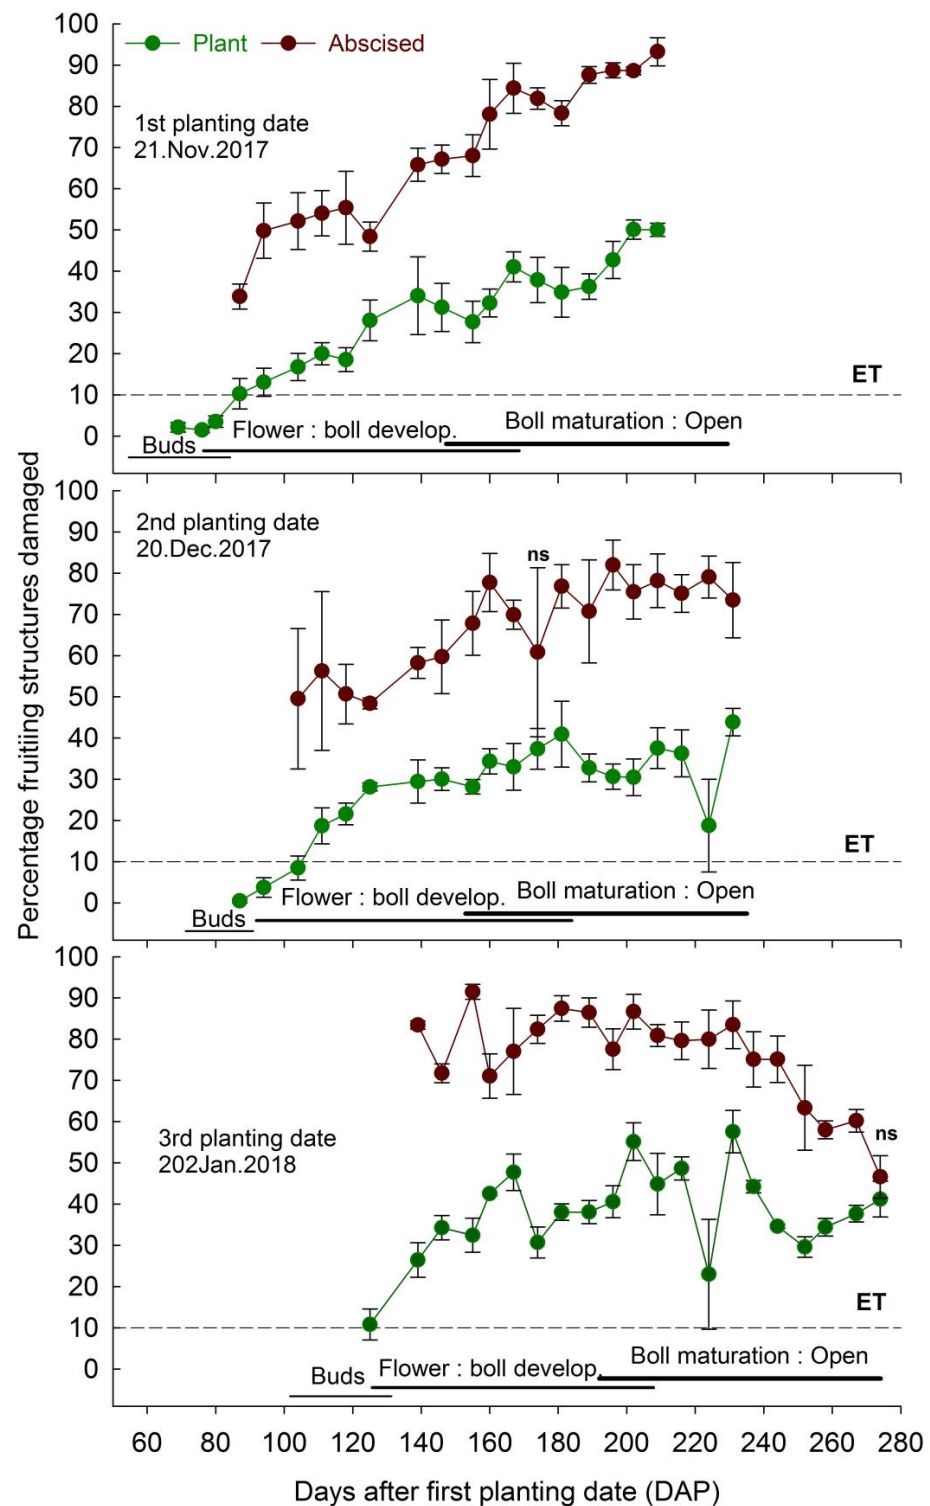 Percentage fruiting structures damaged
100
90
80
70
60
50
40
30
20
10
0
Plant Abscised
1st planting date
21.Nov.2017
ET
Boll maturation : Open
Flower : boll develop.
Buds
100
90
80
70
60
50
40
30
20
10
0
2nd planting date
20.Dec.2017
ns
ET
Boll maturation : Open
Flower : boll develop.
Buds
100
90
80
70
60
50
40
30
20
10
0
3rd planting date
202Jan.2018
ns
ET
Boll maturation : Open
Flower : boll develop.
Buds
60 80 100 120 140 160 180 200 220 240 260 280
Days after first planting date (DAP)